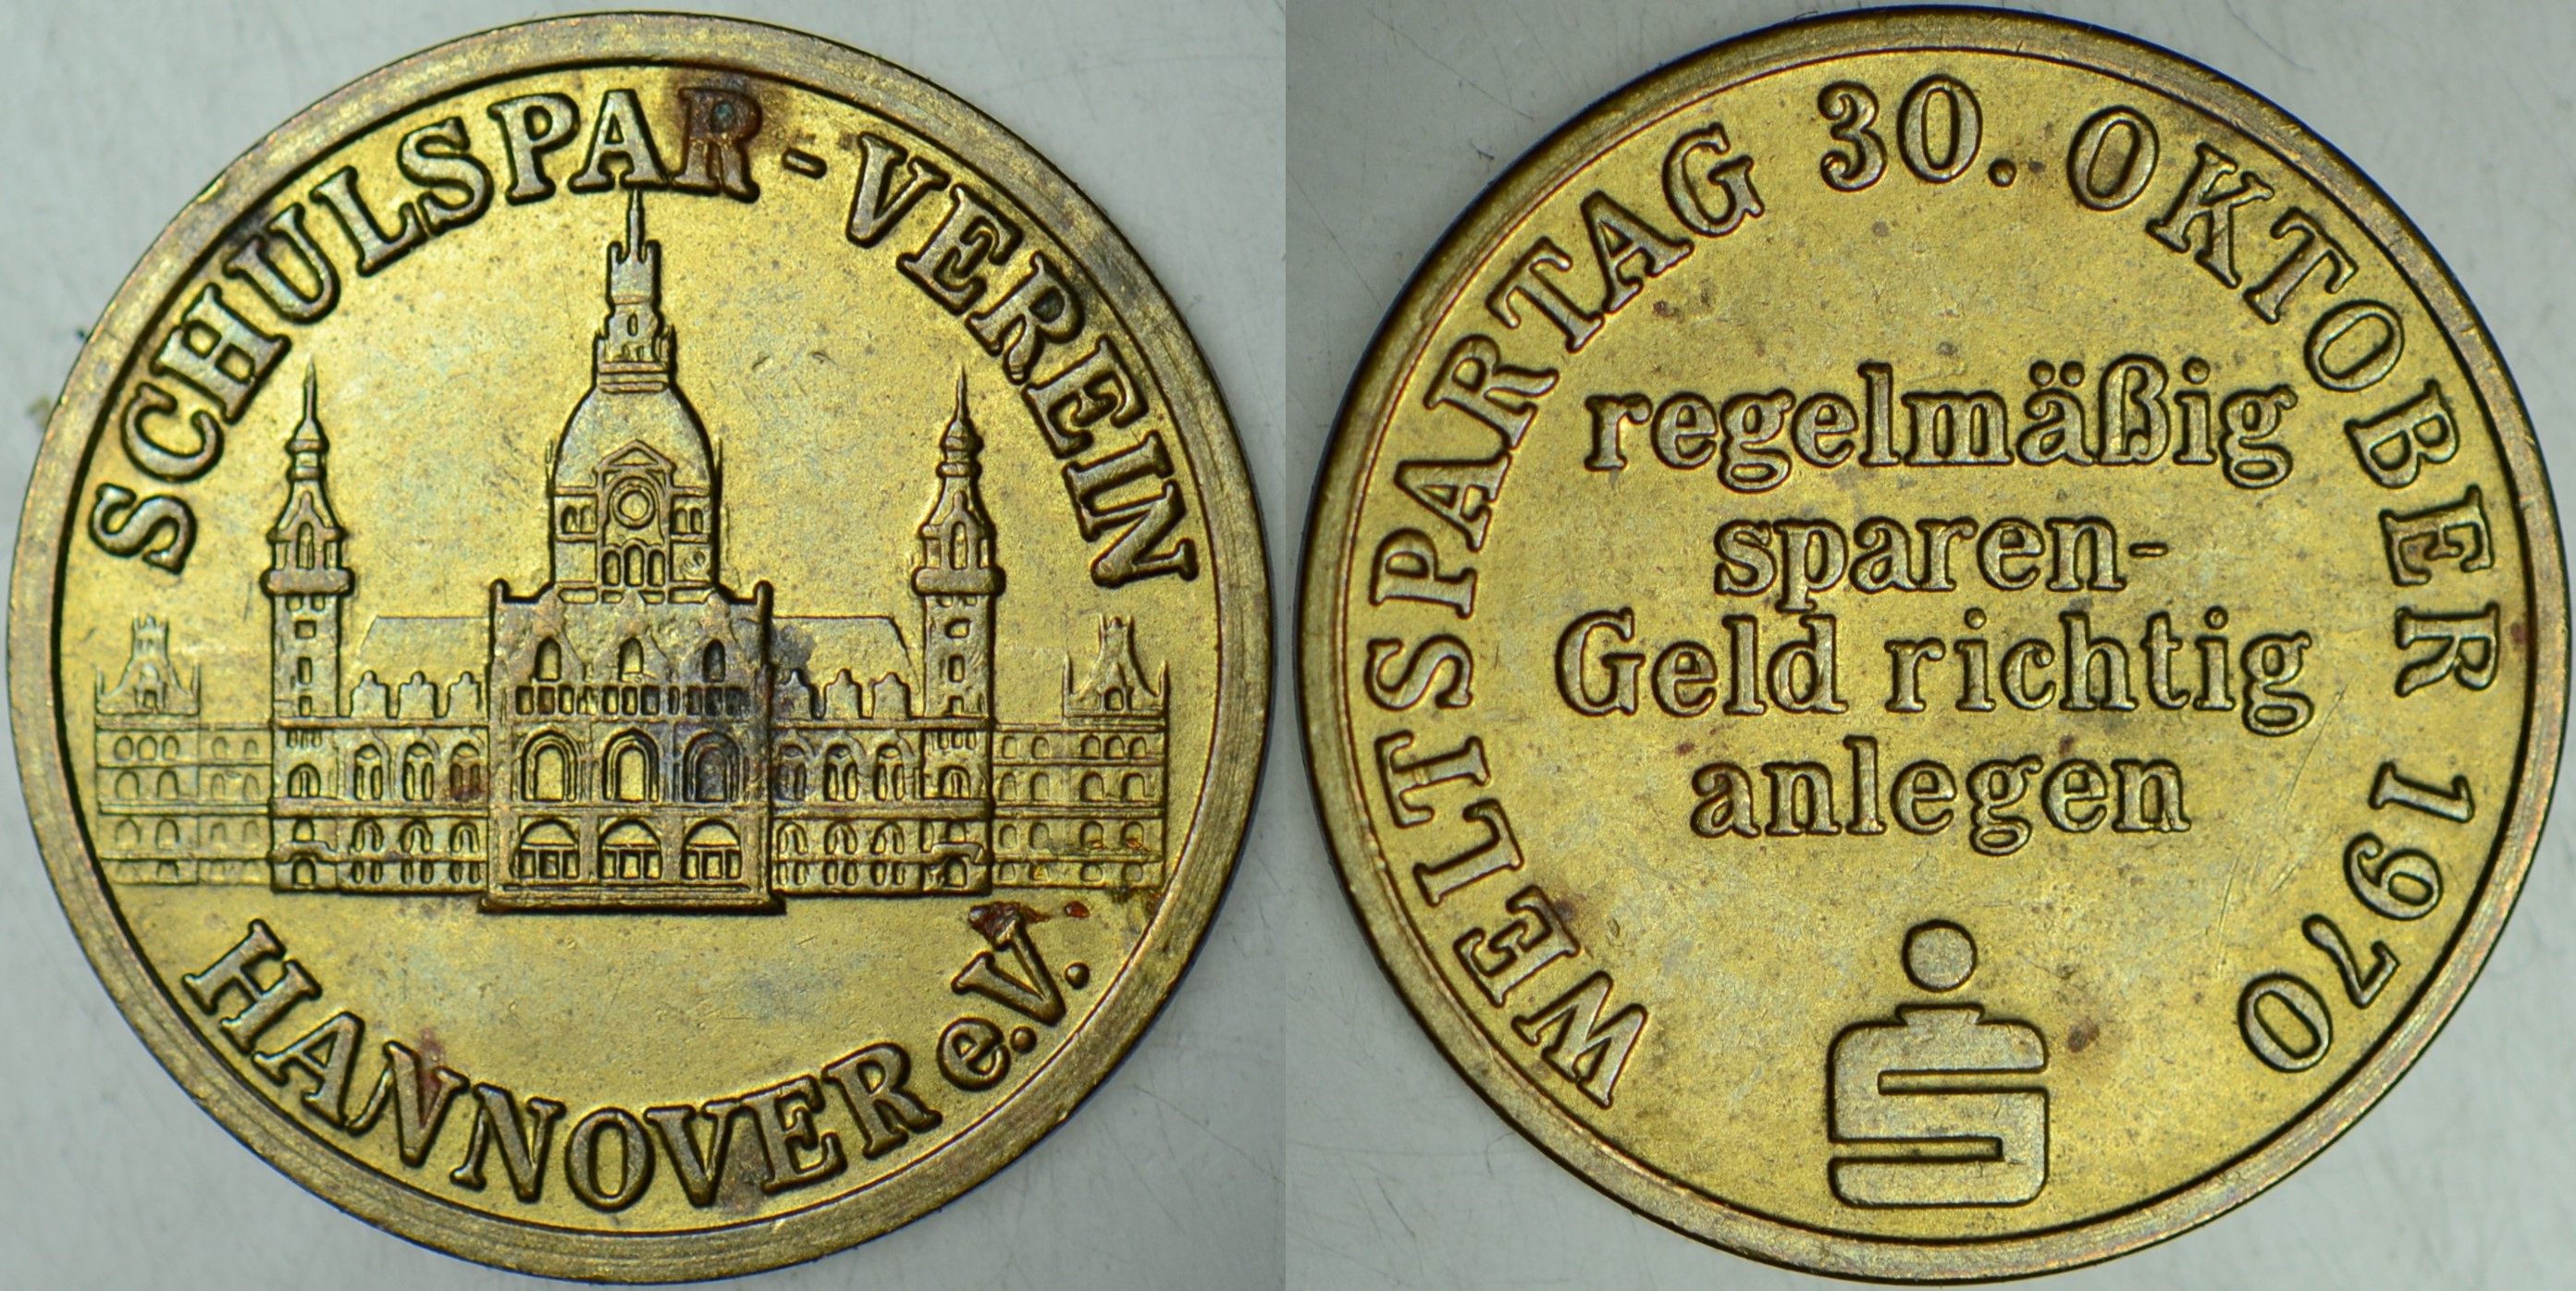 SCHULSPAR-VEREIN
HANNOVER e.V.
WELTSPARTAG 30. OKTOBER 1970
regelmäßig
sparen-
Geld richtig
anlegen